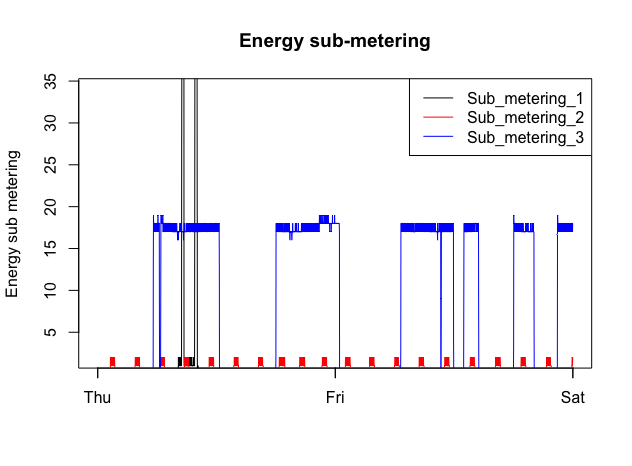 Energy sub-metering
Energy sub metering
35
30
25
20
15
10
5
Sub_metering_1
Sub_metering_2
Sub_metering_3
Thu
Fri
Sat